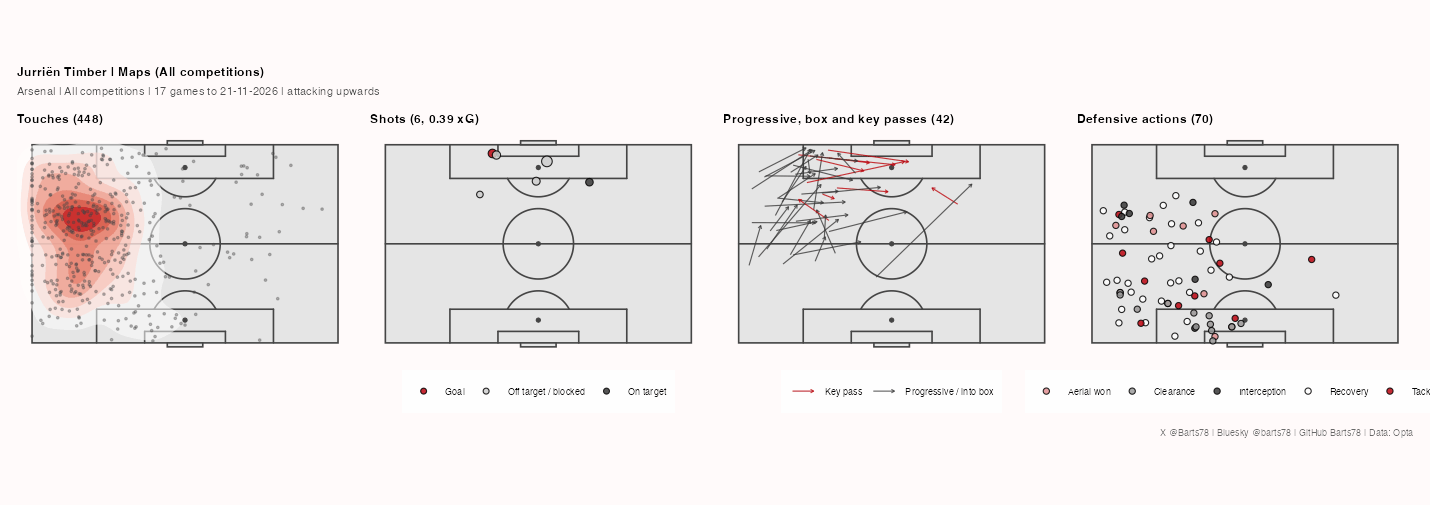 Jurriën Timber | Maps (All competitions)
Arsenal | All competitions | 17 games to 21-11-2026 | attacking upwards
Touches (448)
Shots (6, 0.39 xG)
Progressive, box and key passes (42)
Defensive actions (70)
Goal
Off target / blocked
On target
Key pass
Progressive / into box
Aerial won
Clearance
Interception
Recovery
Tack
X @Barts78 | Bluesky @barts78 | GitHub Barts78 | Data: Opta